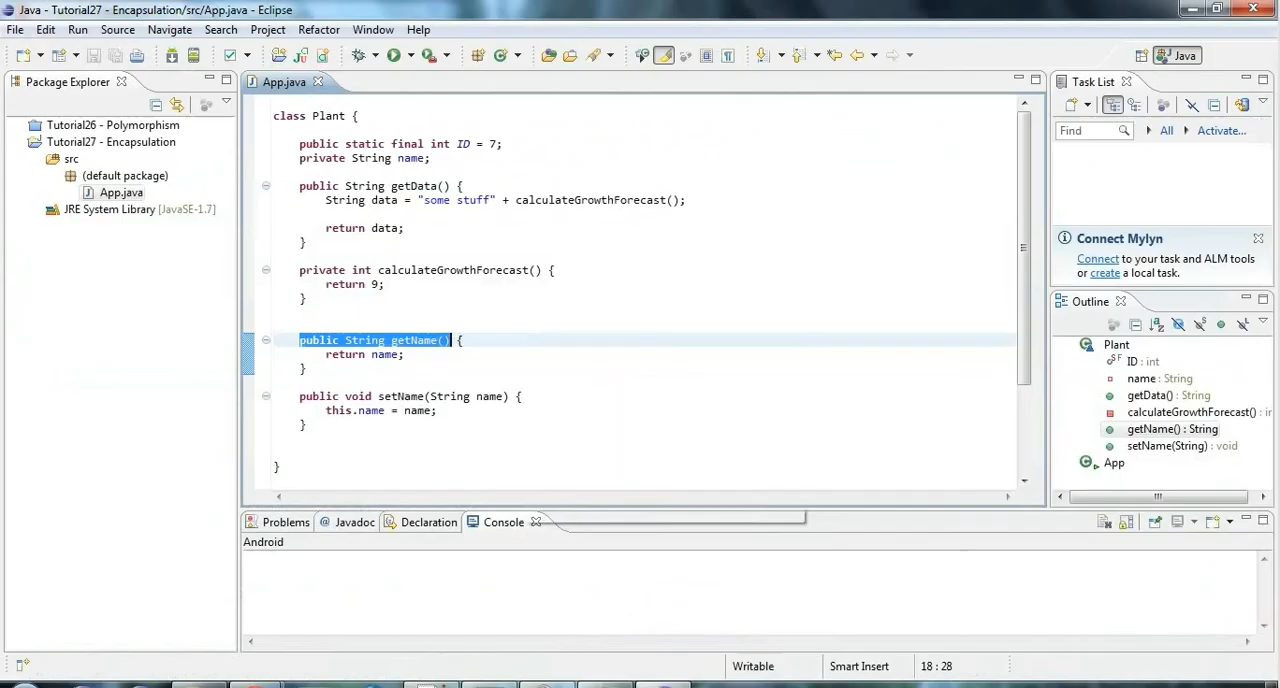 Java - Tutorial27 - Encapsulation/src/App.java - Eclipse
File Edit Run Source Navigate Search Project Refactor Window Help
Java
Package Explorer
Tutorial26 - Polymorphism
Tutorial27 - Encapsulation
src
(default package)
App.java
JRE System Library [JavaSE-1.7]
App.java
class Plant {
public static final int ID = 7;
private String name;
public String getData() {
String data = "some stuff" + calculateGrowthForecast();
return data;
}
private int calculateGrowthForecast() {
return 9;
}
public String getName() {
return name;
}
public void setName(String name) {
this.name = name;
}
}
Task List
Find All Activate...
Connect Mylyn
Connect to your task and ALM tools
or create a local task.
Outline
Plant
ID : int
name : String
getData() : String
calculateGrowthForecast() : in
getName() : String
setName(String) : void
App
Problems @ Javadoc Declaration Console
Android
Writable Smart Insert 18 : 28